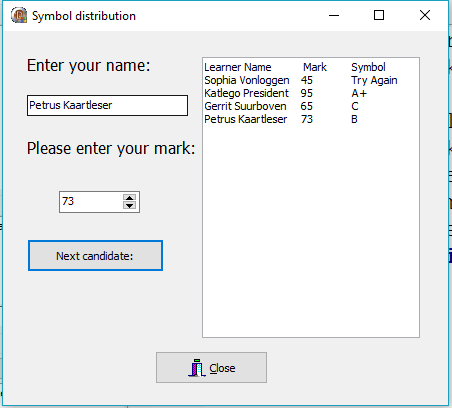 Symbol distribution
Enter your name:
Petrus Kaartleser
Please enter your mark:
73
Next candidate:
Learner Name Mark Symbol
Sophia Vonloggen 45 Try Again
Katlego President 95 A+
Gerrit Suurboven 65 C
Petrus Kaartleser 73 B
Close